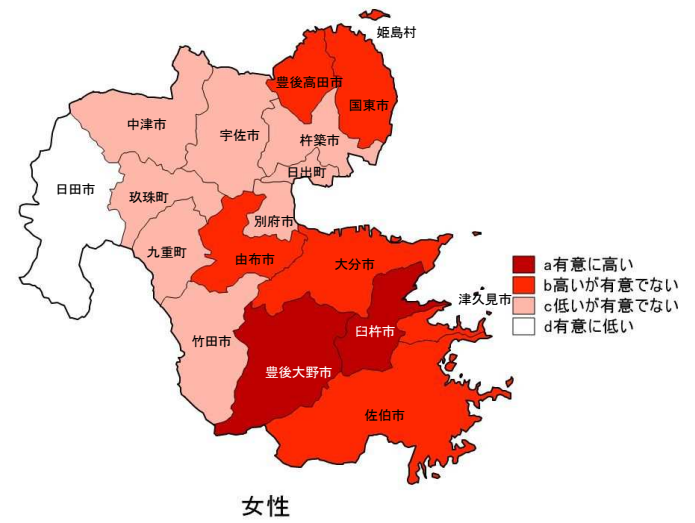 姫島村
豊後高田市
国東市
中津市
宇佐市
杵築市
日出町
日田市
玖珠町
別府市
九重町
由布市
大分市
a有意に高い
b高いが有意でない
c低いが有意でない
d有意に低い
津久見市
臼杵市
竹田市
豊後大野市
佐伯市
女性